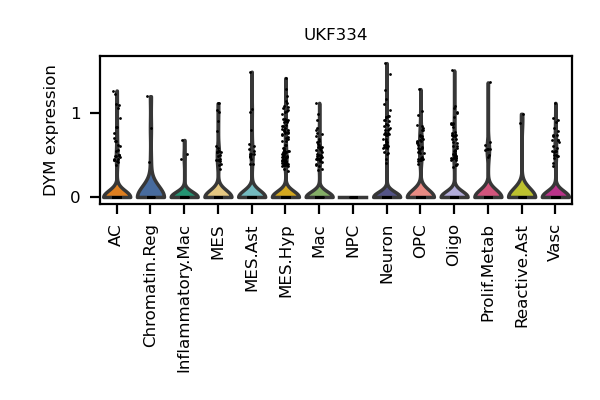 UKF334
DYM expression
1
0
AC
Chromatin.Reg
Inflammatory.Mac
MES
MES.Ast
MES.Hyp
Mac
NPC
Neuron
OPC
Oligo
Prolif.Metab
Reactive.Ast
Vasc